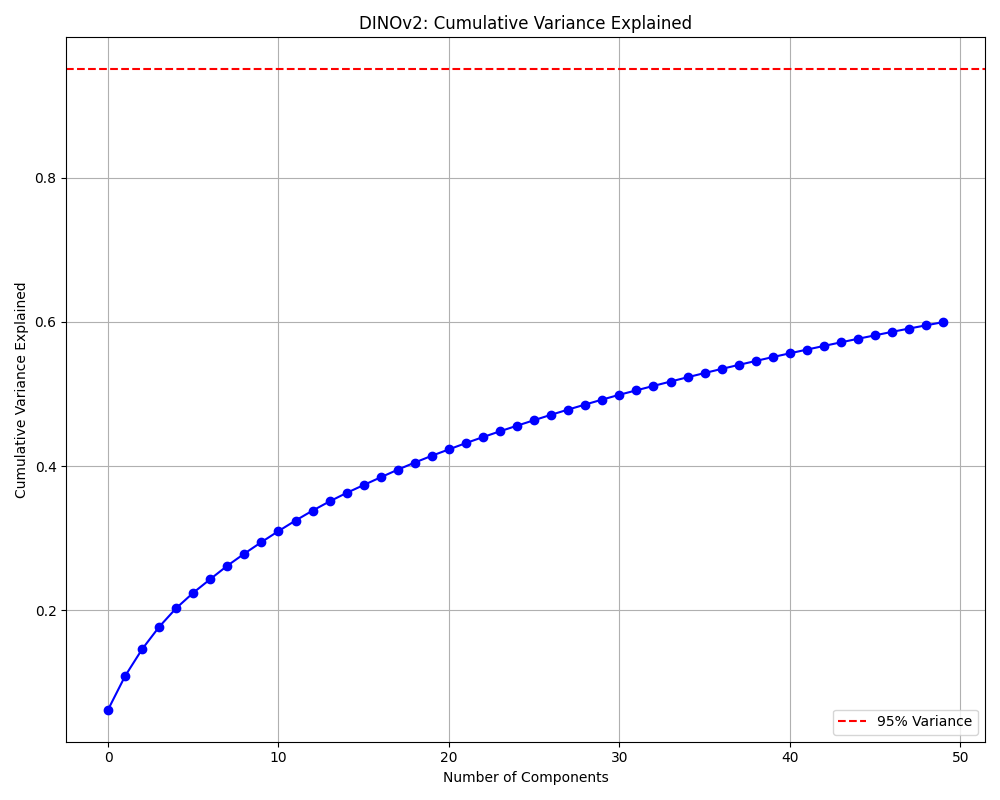 DINOv2: Cumulative Variance Explained
Cumulative Variance Explained
0.8
0.6
0.4
0.2
95% Variance
0 10 20 30 40 50
Number of Components